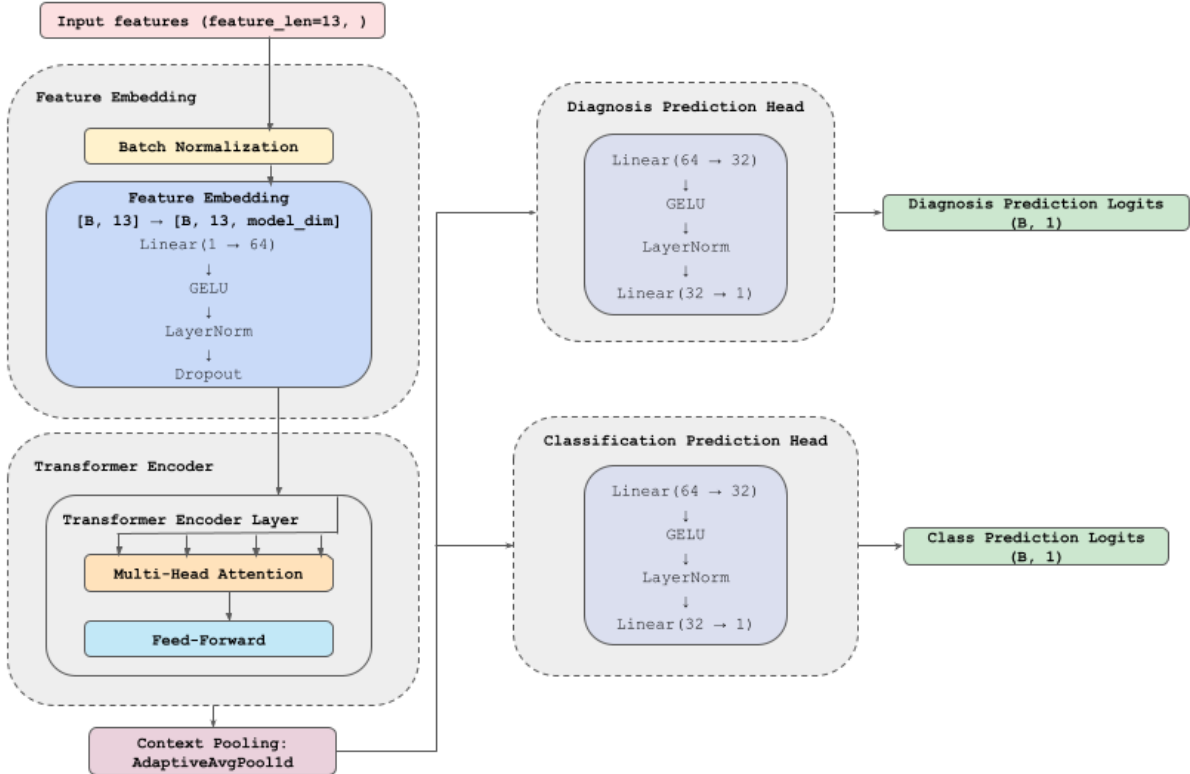 Input features (feature_len=13, )
Feature Embedding
Batch Normalization
Feature Embedding
[B, 13] → [B, 13, model_dim]
Linear(1 → 64)
↓
GELU
↓
LayerNorm
↓
Dropout
Transformer Encoder
Transformer Encoder Layer
Multi-Head Attention
Feed-Forward
Context Pooling:
AdaptiveAvgPool1d
Diagnosis Prediction Head
Linear(64 → 32)
↓
GELU
↓
LayerNorm
↓
Linear(32 → 1)
Diagnosis Prediction Logits
(B, 1)
Classification Prediction Head
Linear(64 → 32)
↓
GELU
↓
LayerNorm
↓
Linear(32 → 1)
Class Prediction Logits
(B, 1)